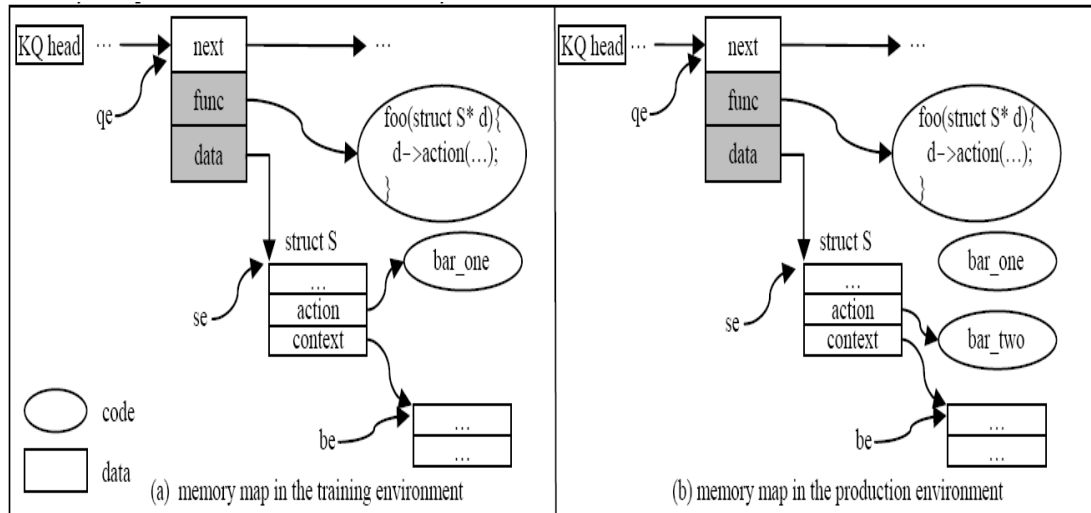 KQ head
...
next
...
qe
func
data
foo(struct S* d){
d->action(...);
}
struct S
...
action
context
se
bar_one
be
...
...
code
data
(a) memory map in the training environment
KQ head
...
next
...
qe
func
data
foo(struct S* d){
d->action(...);
}
struct S
...
action
context
se
bar_one
bar_two
be
...
...
(b) memory map in the production environment